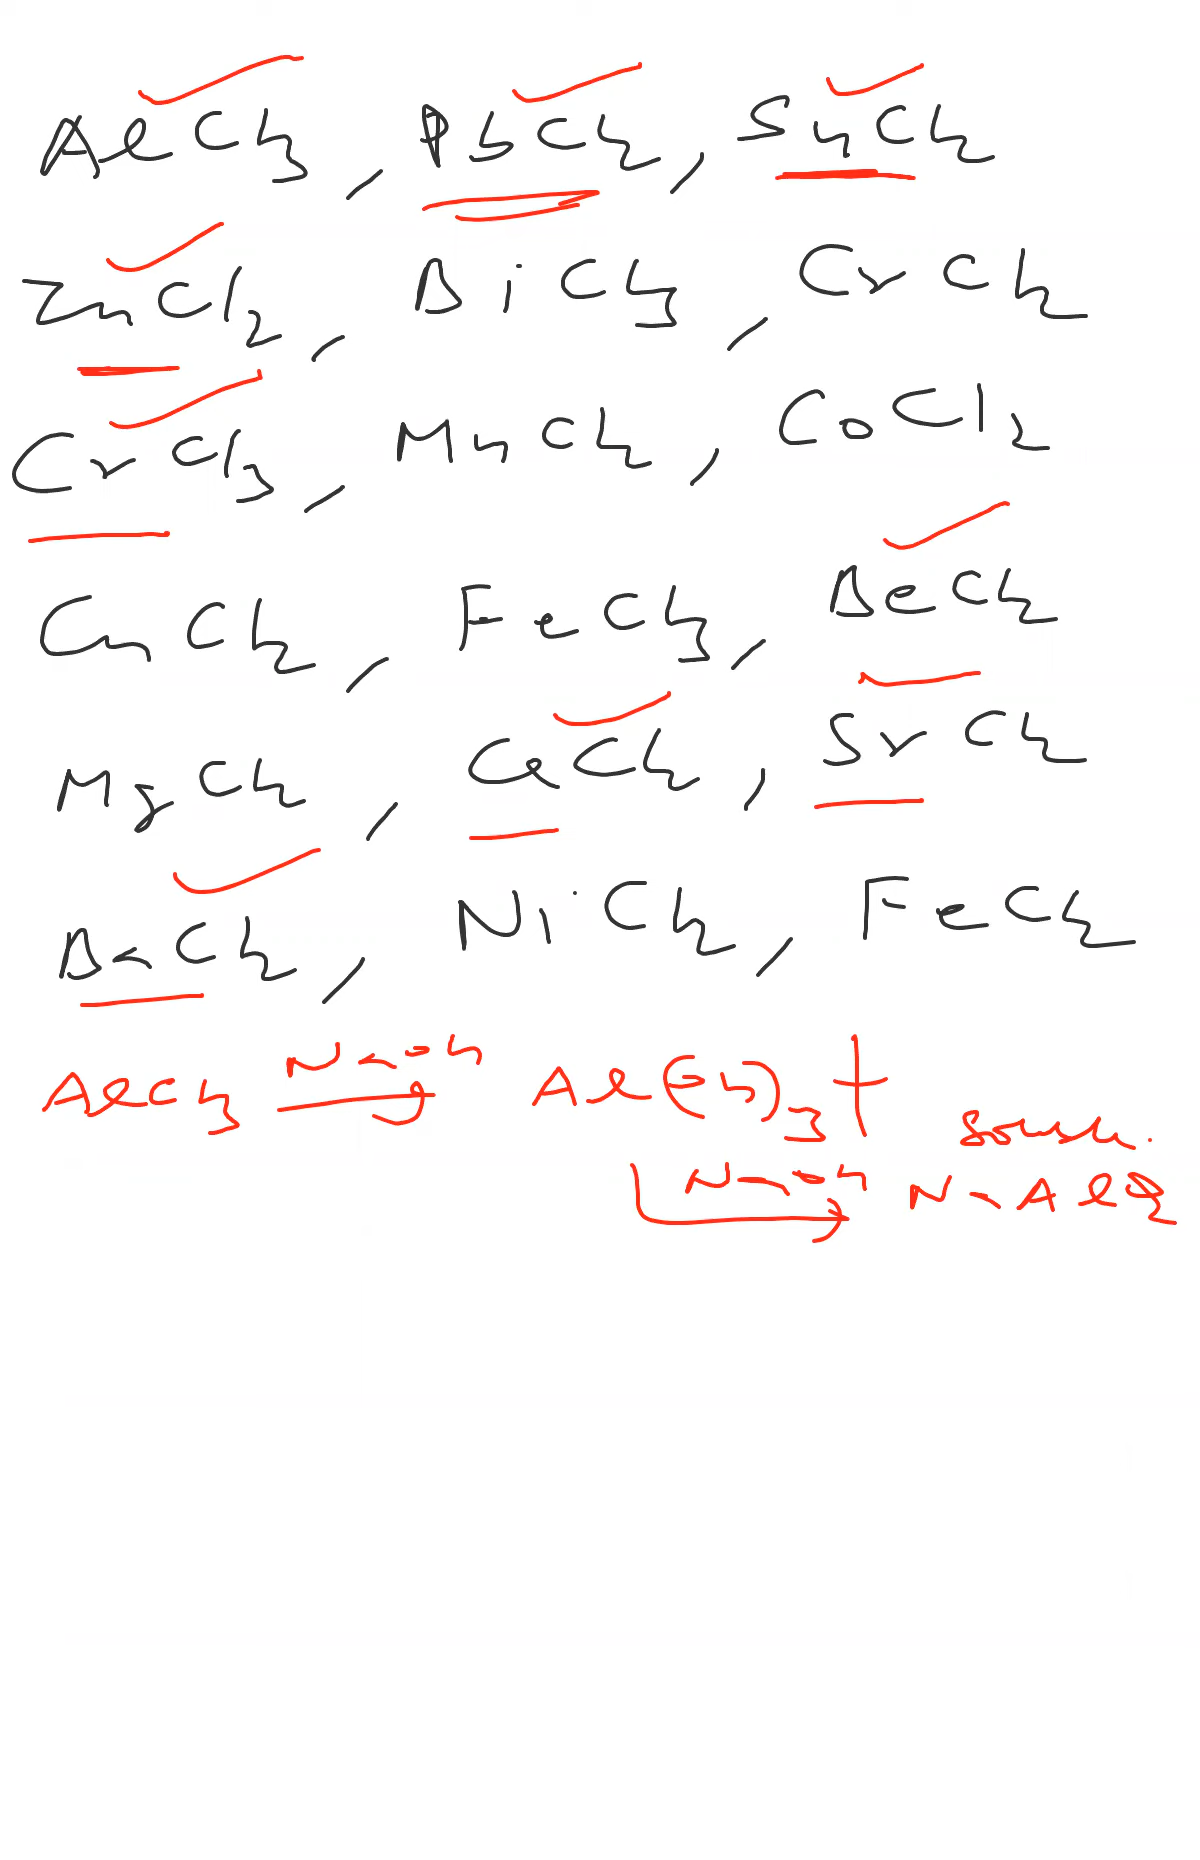 AlCl3, PbCl2, SnCl2
ZnCl2, BiCl3, CrCl2
CrCl3, MnCl2, CoCl2
CuCl2, FeCl3, BeCl2
MgCl2, CaCl2, SrCl2
BaCl2, NiCl2, FeCl2
AlCl3 NaOH Al(OH)3
NaOH NaAlO2